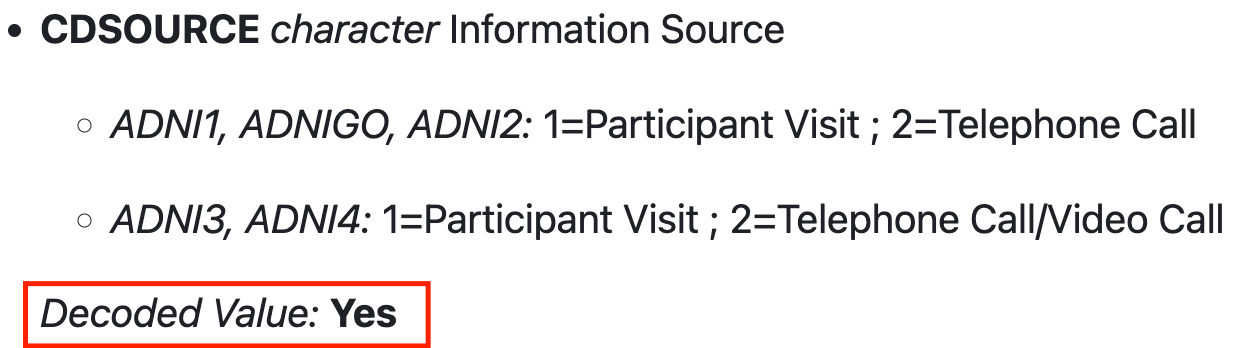 • CDSOURCE character Information Source
○ ADNI1, ADNIGO, ADNI2: 1=Participant Visit ; 2=Telephone Call
○ ADNI3, ADNI4: 1=Participant Visit ; 2=Telephone Call/Video Call
Decoded Value: Yes